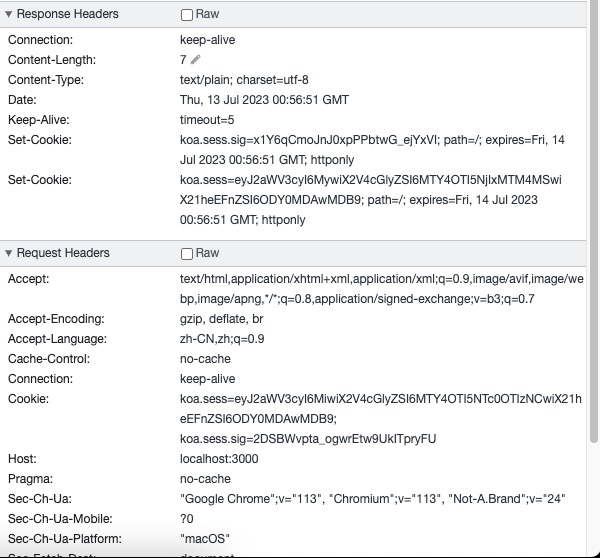 Response Headers Raw
Connection: keep-alive
Content-Length: 7
Content-Type: text/plain; charset=utf-8
Date: Thu, 13 Jul 2023 00:56:51 GMT
Keep-Alive: timeout=5
Set-Cookie: koa.sess.sig=x1Y6qCmoJnJ0xpPPbtwG_ejYxVI; path=/; expires=Fri, 14
Jul 2023 00:56:51 GMT; httponly
Set-Cookie: koa.sess=eyJ2aWV3cyI6MywiX2V4cGlyZSI6MTY4OTI5NjIxMTM4MSwi
X21heEFnZSI6ODY0MDAwMDB9; path=/; expires=Fri, 14 Jul 2023
00:56:51 GMT; httponly
Request Headers Raw
Accept: text/html,application/xhtml+xml,application/xml;q=0.9,image/avif,image/we
bp,image/apng,*/*;q=0.8,application/signed-exchange;v=b3;q=0.7
Accept-Encoding: gzip, deflate, br
Accept-Language: zh-CN,zh;q=0.9
Cache-Control: no-cache
Connection: keep-alive
Cookie: koa.sess=eyJ2aWV3cyI6MiwiX2V4cGlyZSI6MTY4OTI5NTc0OTIzNCwiX21h
eEFnZSI6ODY0MDAwMDB9;
koa.sess.sig=2DSBWvpta_ogwrEtw9UkITpryFU
Host: localhost:3000
Pragma: no-cache
Sec-Ch-Ua: "Google Chrome";v="113", "Chromium";v="113", "Not-A.Brand";v="24"
Sec-Ch-Ua-Mobile: ?0
Sec-Ch-Ua-Platform: "macOS"